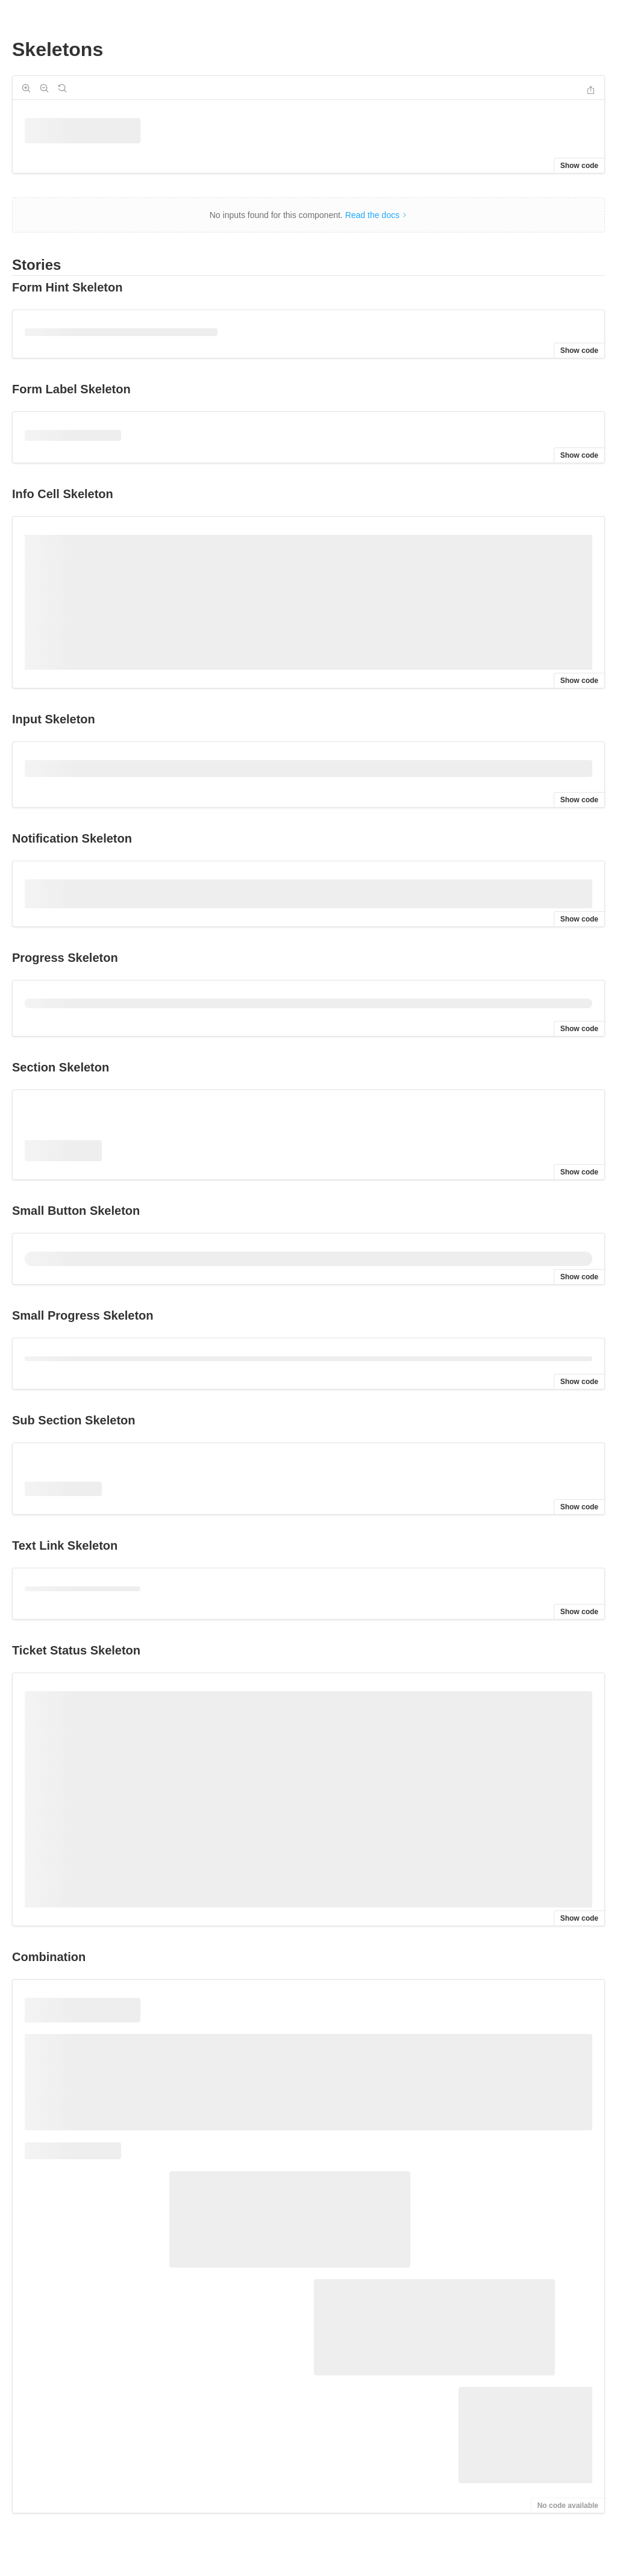 Skeletons
Show code
No inputs found for this component. Read the docs
Stories
Form Hint Skeleton
Show code
Form Label Skeleton
Show code
Info Cell Skeleton
Show code
Input Skeleton
Show code
Notification Skeleton
Show code
Progress Skeleton
Show code
Section Skeleton
Show code
Small Button Skeleton
Show code
Small Progress Skeleton
Show code
Sub Section Skeleton
Show code
Text Link Skeleton
Show code
Ticket Status Skeleton
Show code
Combination
No code available